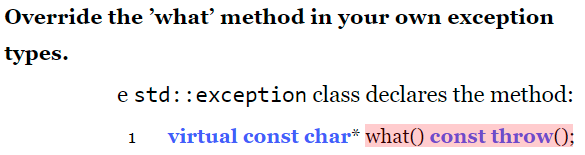 Override the ’what’ method in your own exception
types.
e std::exception class declares the method:
1 virtual const char* what() const throw();